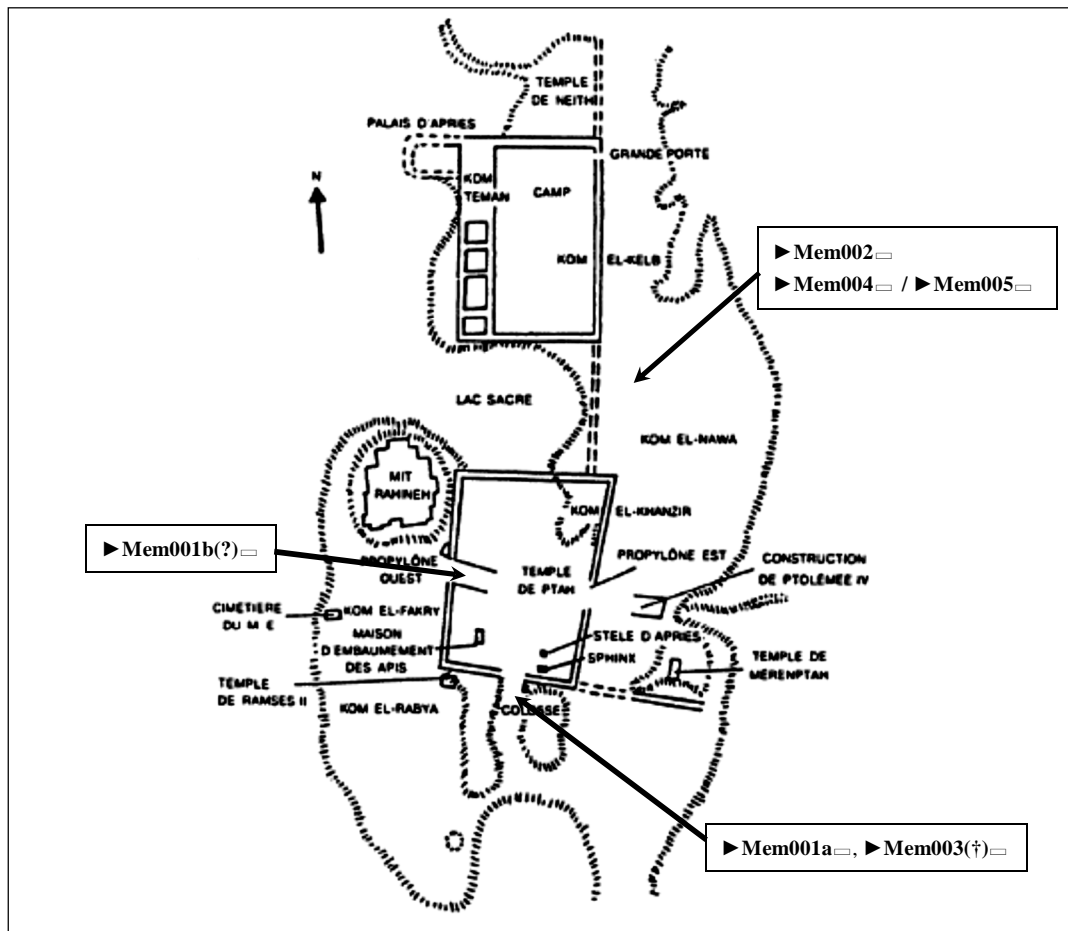 TEMPLE
DE NEITH
PALAIS D'APRIES
GRANDE PORTE
N
KOM
TEMAN
CAMP
KOM EL-KELB
►Mem002▭
►Mem004▭ / ►Mem005▭
LAC SACRE
KOM EL-NAWA
MIT
RAHINEH
KOM EL-KHANZIR
►Mem001b(?)▭
PROPYLÔNE
OUEST
TEMPLE
DE PTAH
PROPYLÔNE EST
CONSTRUCTION
DE PTOLEMÉE IV
CIMETIERE
DU M E
KOM EL-FAKRY
MAISON
D'EMBAUMEMENT
DES APIS
STELE D'APRIES
SPHINX
TEMPLE DE
MERENPTAH
TEMPLE
DE RAMSES II
KOM EL-RABYA
COLOSSE
►Mem001a▭, ►Mem003(†)▭